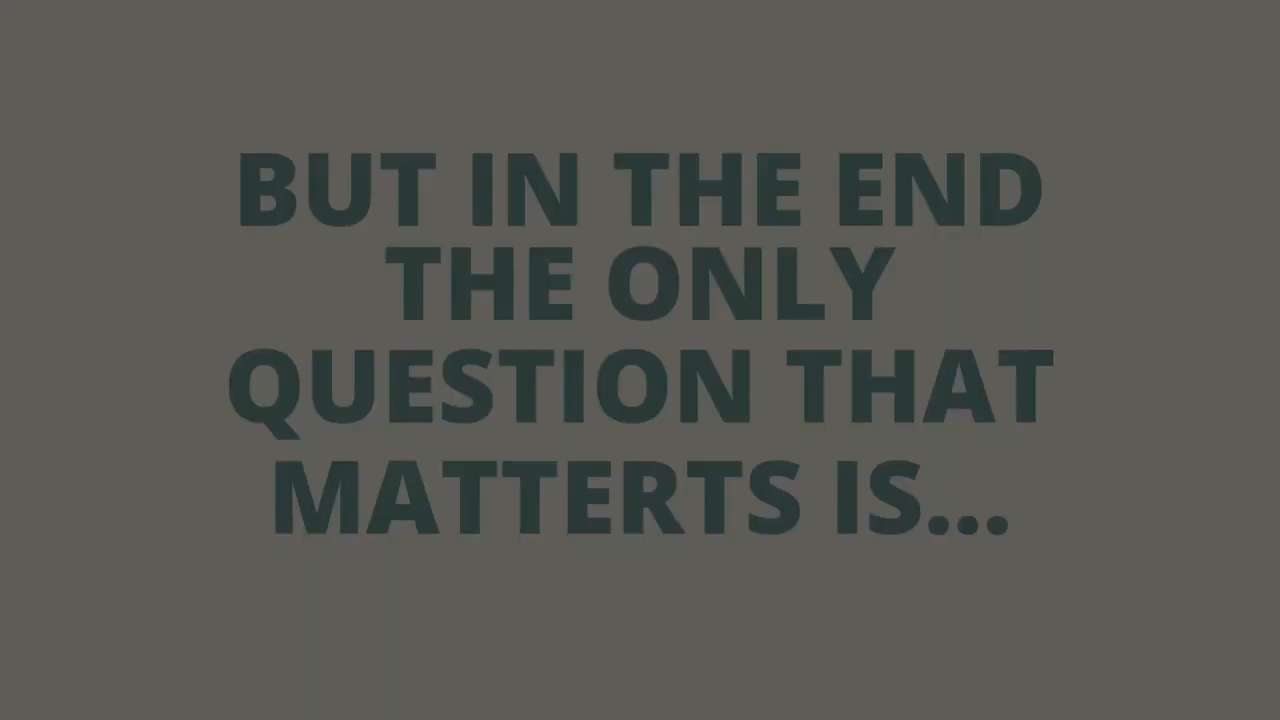 BUT IN THE END
THE ONLY
QUESTION THAT
MATTERTS IS...